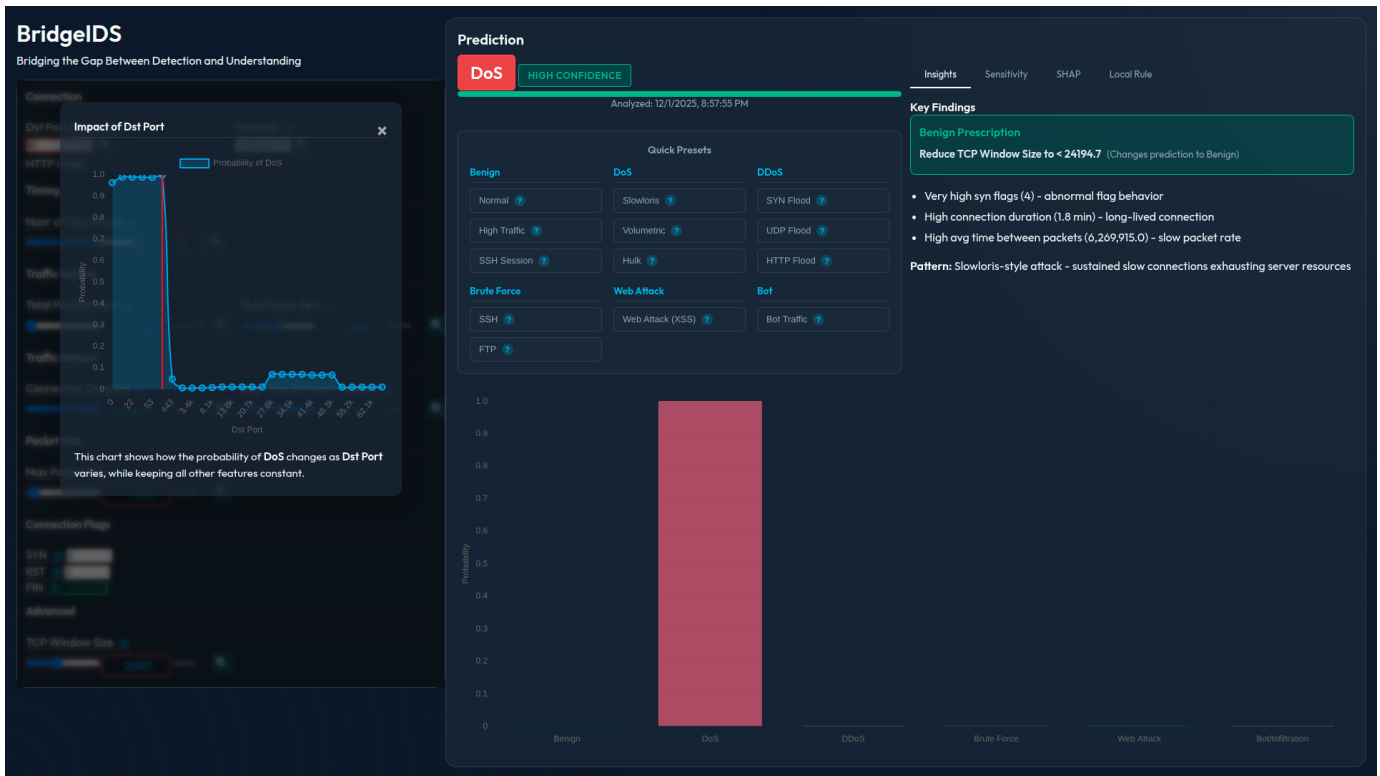 BridgeIDS
Bridging the Gap Between Detection and Understanding
Connection
HTTP
Timing
Packet
Connection Flags
SYN
RST
FIN
Advanced
TCP Window Size
Impact of Dst Port
×
Probability of DoS
1.0
0.9
0.8
0.7
0.6
0.5
0.4
0.3
0.2
0.1
0
Probability
0 22 53 443 3.4k 8.1k 13.8k 20.7k 27.6k 34.5k 41.4k 48.3k 55.2k 62.1k
Dst Port
This chart shows how the probability of DoS changes as Dst Port
varies, while keeping all other features constant.
Prediction
DoS HIGH CONFIDENCE
Analyzed: 12/1/2025, 8:57:55 PM
Quick Presets
Benign DoS DDoS
Normal ? Slowloris ? SYN Flood ?
High Traffic ? Volumetric ? UDP Flood ?
SSH Session ? Hulk ? HTTP Flood ?
Brute Force Web Attack Bot
SSH ? Web Attack (XSS) ? Bot Traffic ?
FTP ?
Insights Sensitivity SHAP Local Rule
Key Findings
Benign Prescription
Reduce TCP Window Size to < 24194.7 (Changes prediction to Benign)
• Very high syn flags (4) - abnormal flag behavior
• High connection duration (1.8 min) - long-lived connection
• High avg time between packets (6,269,915.0) - slow packet rate
Pattern: Slowloris-style attack - sustained slow connections exhausting server resources
1.0
0.9
0.8
0.7
0.6
0.5
0.4
0.3
0.2
0.1
0
Probability
Benign DoS DDoS Brute Force Web Attack Bot/Infiltration